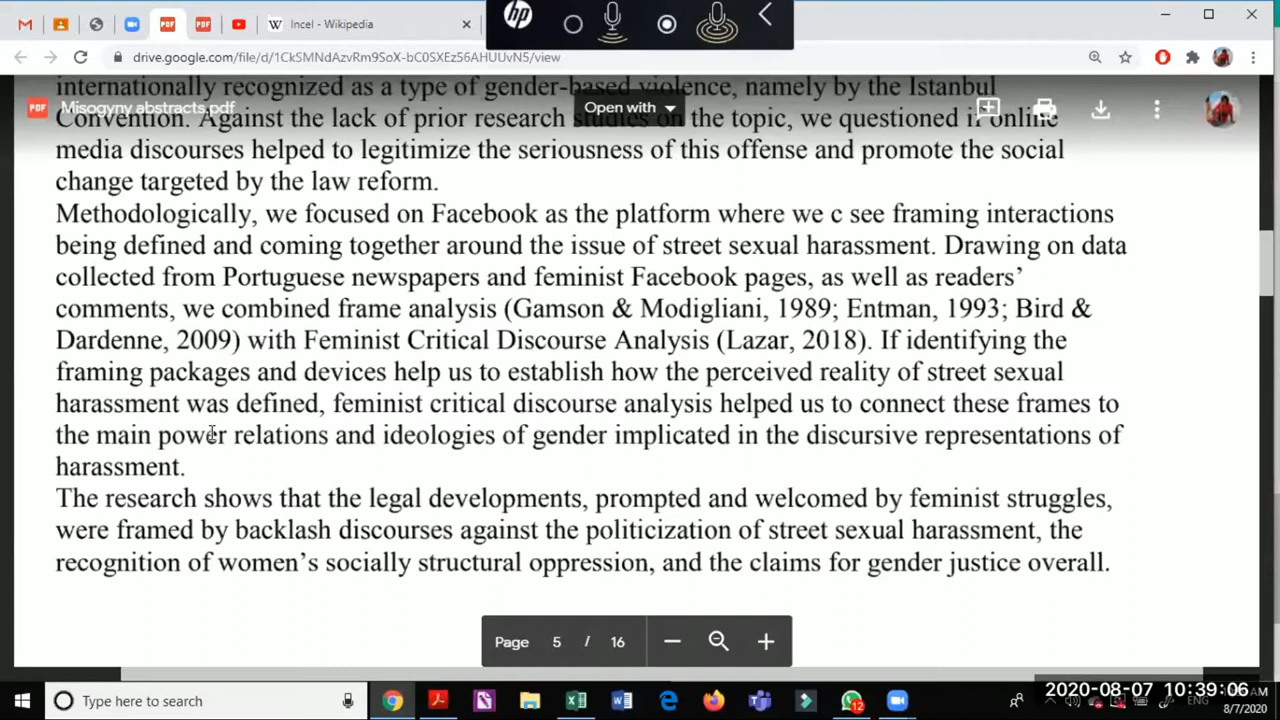 Incel - Wikipedia
hp
drive.google.com/file/d/1CkSMNdAzvRm9SoX-bC0SXEz56AHUUvN5/view
internationally recognized as a type of gender-based violence, namely by the Istanbul
PDF
Misogyny abstracts.pdf
Open with
Convention. Against the lack of prior research studies on the topic, we questioned if online
media discourses helped to legitimize the seriousness of this offense and promote the social
change targeted by the law reform.
Methodologically, we focused on Facebook as the platform where we c see framing interactions
being defined and coming together around the issue of street sexual harassment. Drawing on data
collected from Portuguese newspapers and feminist Facebook pages, as well as readers’
comments, we combined frame analysis (Gamson & Modigliani, 1989; Entman, 1993; Bird &
Dardenne, 2009) with Feminist Critical Discourse Analysis (Lazar, 2018). If identifying the
framing packages and devices help us to establish how the perceived reality of street sexual
harassment was defined, feminist critical discourse analysis helped us to connect these frames to
the main power relations and ideologies of gender implicated in the discursive representations of
harassment.
The research shows that the legal developments, prompted and welcomed by feminist struggles,
were framed by backlash discourses against the politicization of street sexual harassment, the
recognition of women’s socially structural oppression, and the claims for gender justice overall.
Page 5 / 16
Type here to search
12
2020-08-07 10:39:06 AM
ENG
8/7/2020